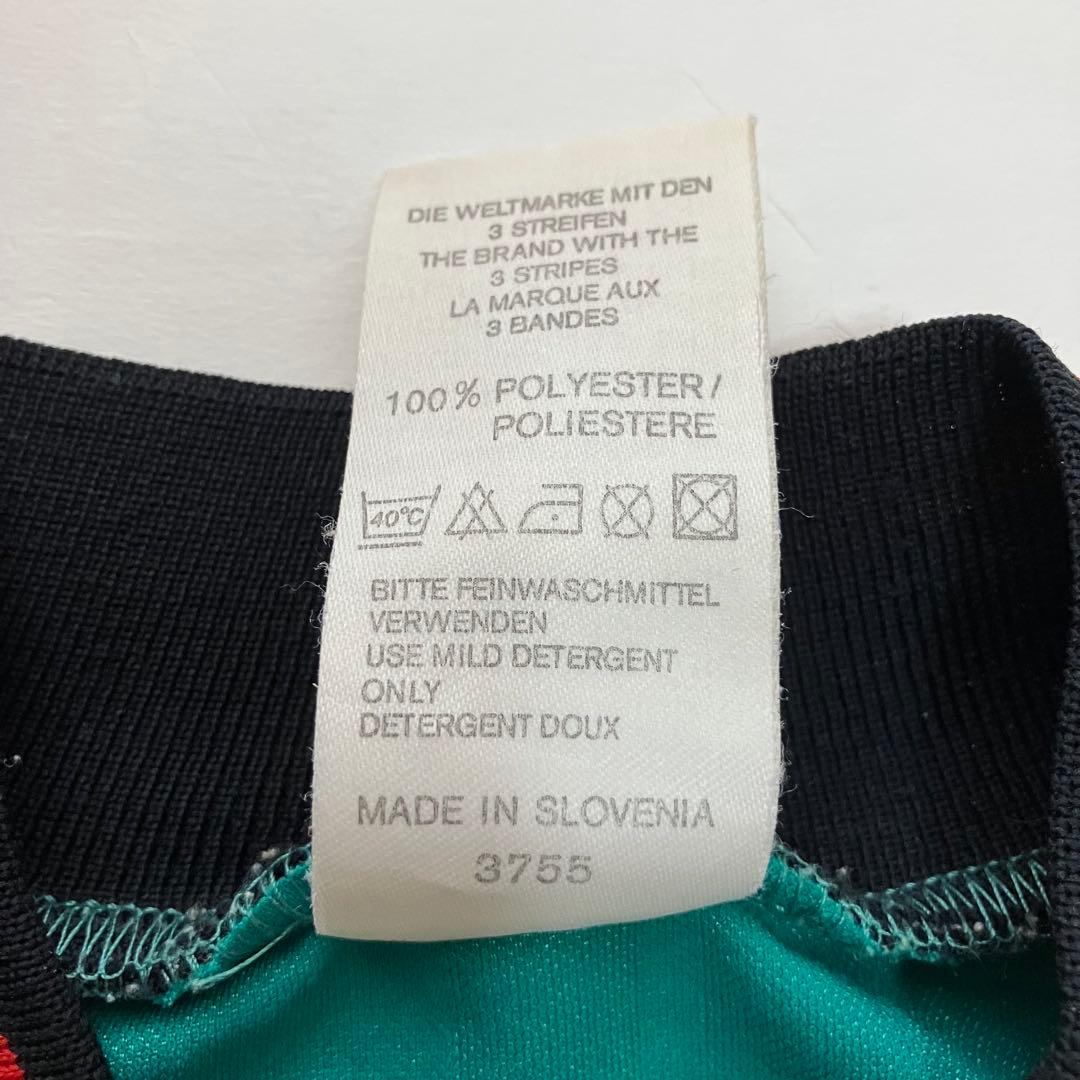 DIE WELTMARKE MIT DEN
3 STREIFEN
THE BRAND WITH THE
3 STRIPES
LA MARQUE AUX
3 BANDES
100% POLYESTER/
POLIESTERE
40°C
BITTE FEINWASCHMITTEL
VERWENDEN
USE MILD DETERGENT
ONLY
DETERGENT DOUX
MADE IN SLOVENIA
3755